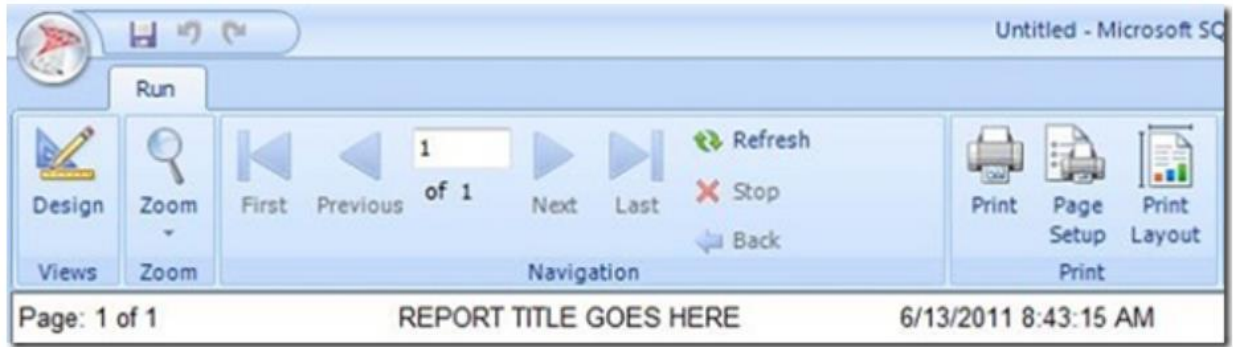 Untitled - Microsoft SQ
Run
Design
Views
Zoom
Zoom
First
Previous
1
of 1
Next
Last
Refresh
Stop
Back
Navigation
Print
Page Setup
Print Layout
Print
Page: 1 of 1 REPORT TITLE GOES HERE 6/13/2011 8:43:15 AM